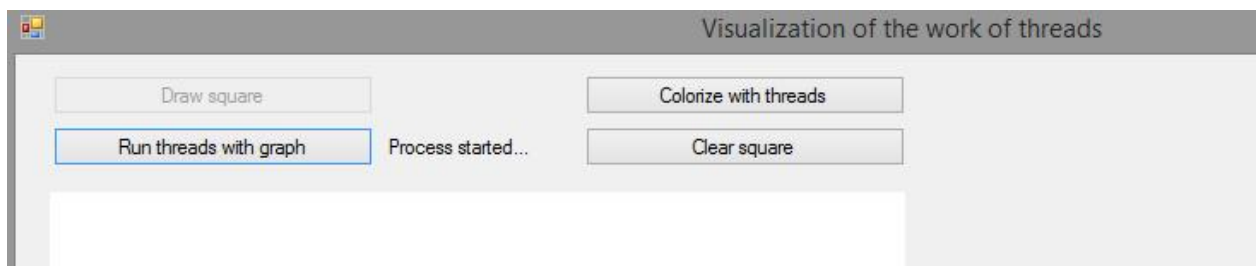 Visualization of the work of threads
Draw square
Colorize with threads
Run threads with graph
Process started...
Clear square